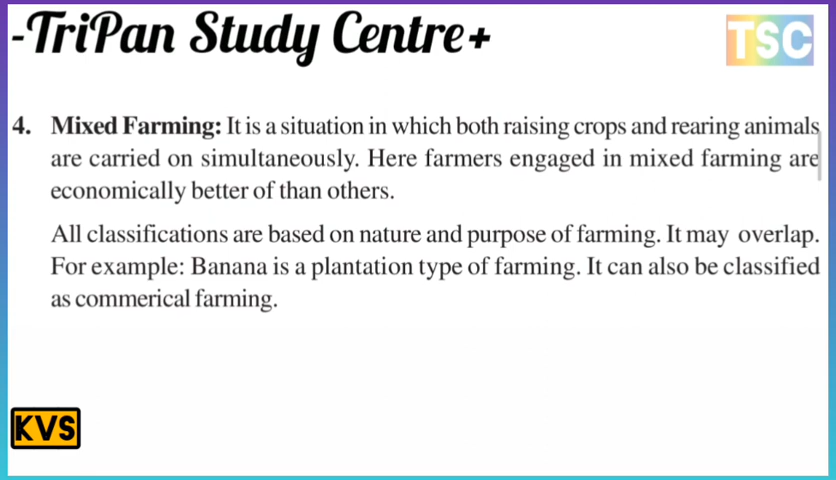 -TriPan Study Centre+
TSC
4. Mixed Farming: It is a situation in which both raising crops and rearing animals
are carried on simultaneously. Here farmers engaged in mixed farming are
economically better of than others.
All classifications are based on nature and purpose of farming. It may overlap.
For example: Banana is a plantation type of farming. It can also be classified
as commerical farming.
KVS